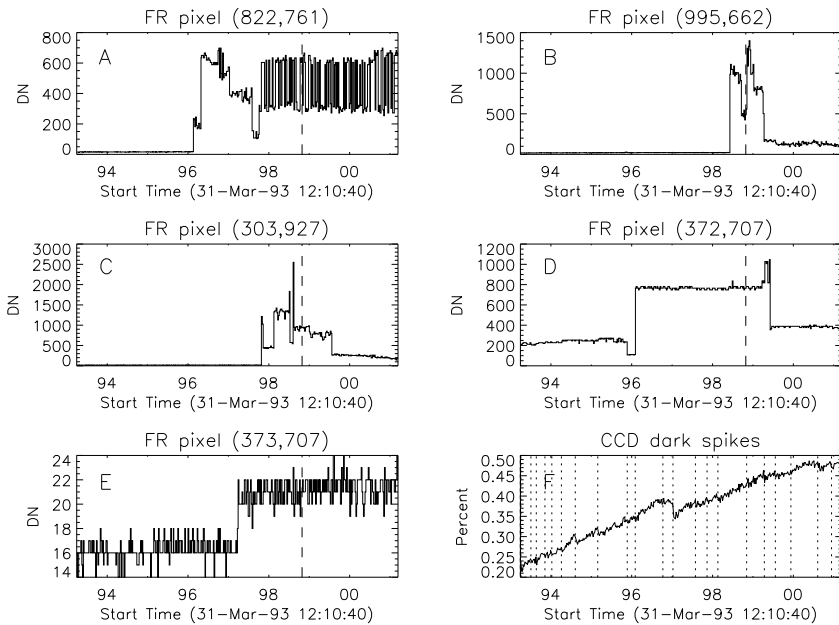 FR pixel (822,761)
A
DN
800
600
400
200
0
94 96 98 00
Start Time (31-Mar-93 12:10:40)
FR pixel (995,662)
B
DN
1500
1000
500
0
94 96 98 00
Start Time (31-Mar-93 12:10:40)
FR pixel (303,927)
C
DN
3000
2500
2000
1500
1000
500
0
94 96 98 00
Start Time (31-Mar-93 12:10:40)
FR pixel (372,707)
D
DN
1200
1000
800
600
400
200
0
94 96 98 00
Start Time (31-Mar-93 12:10:40)
FR pixel (373,707)
E
DN
24
22
20
18
16
14
94 96 98 00
Start Time (31-Mar-93 12:10:40)
CCD dark spikes
F
Percent
0.50
0.45
0.40
0.35
0.30
0.25
0.20
94 96 98 00
Start Time (31-Mar-93 12:10:40)